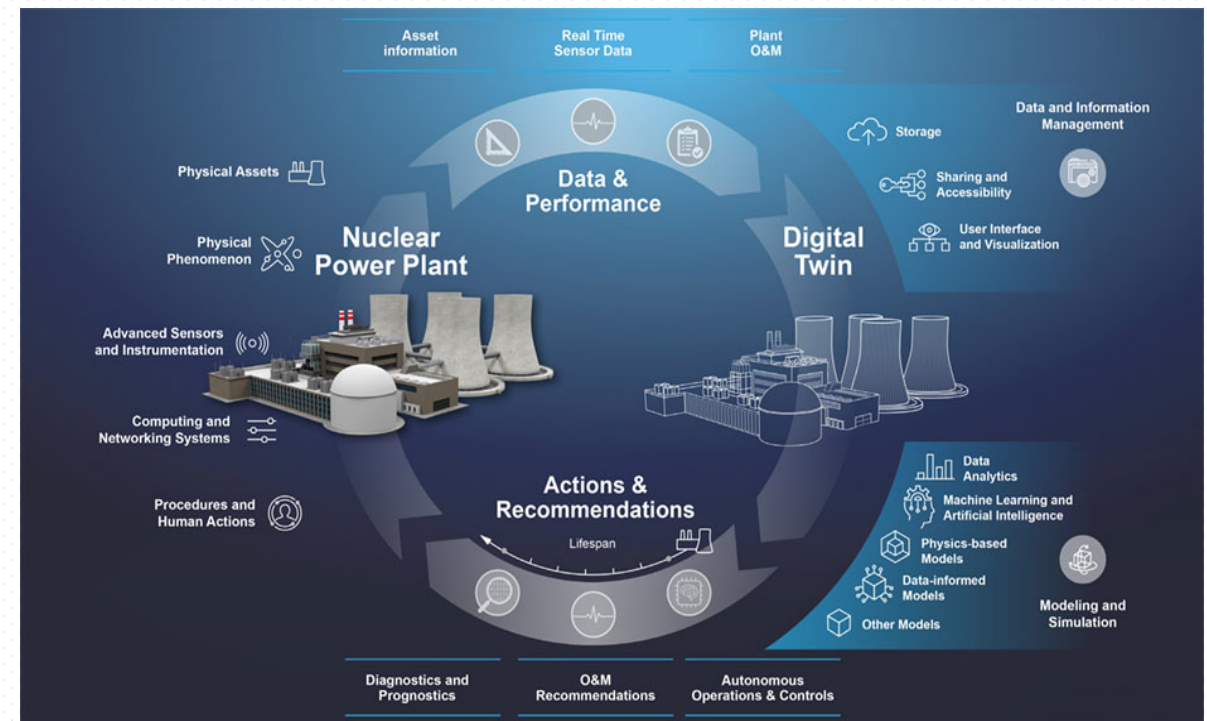 Asset
information
Real Time
Sensor Data
Plant
O&M
Data & 
Performance
Nuclear
Power Plant
Physical Assets
Physical
Phenomenon
Advanced Sensors
and Instrumentation
Computing and
Networking Systems
Procedures and
Human Actions
Digital
Twin
Storage
Sharing and
Accessibility
User Interface
and Visualization
Data and Information
Management
Actions &
Recommendations
Lifespan
Data
Analytics
Machine Learning and
Artificial Intelligence
Physics-based
Models
Data-informed
Models
Other Models
Modeling and
Simulation
Diagnostics and
Prognostics
O&M
Recommendations
Autonomous
Operations & Controls